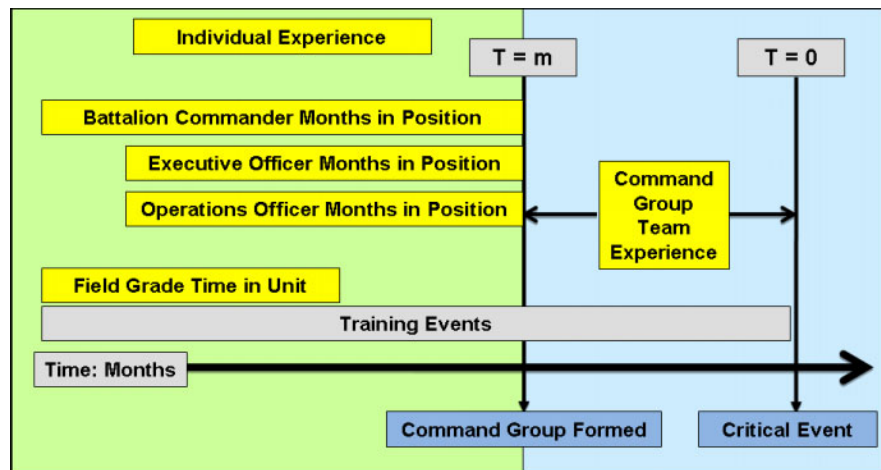 Individual Experience
T = m
T = 0
Battalion Commander Months in Position
Executive Officer Months in Position
Operations Officer Months in Position
Command
Group
Team
Experience
Field Grade Time in Unit
Training Events
Time: Months
Command Group Formed
Critical Event